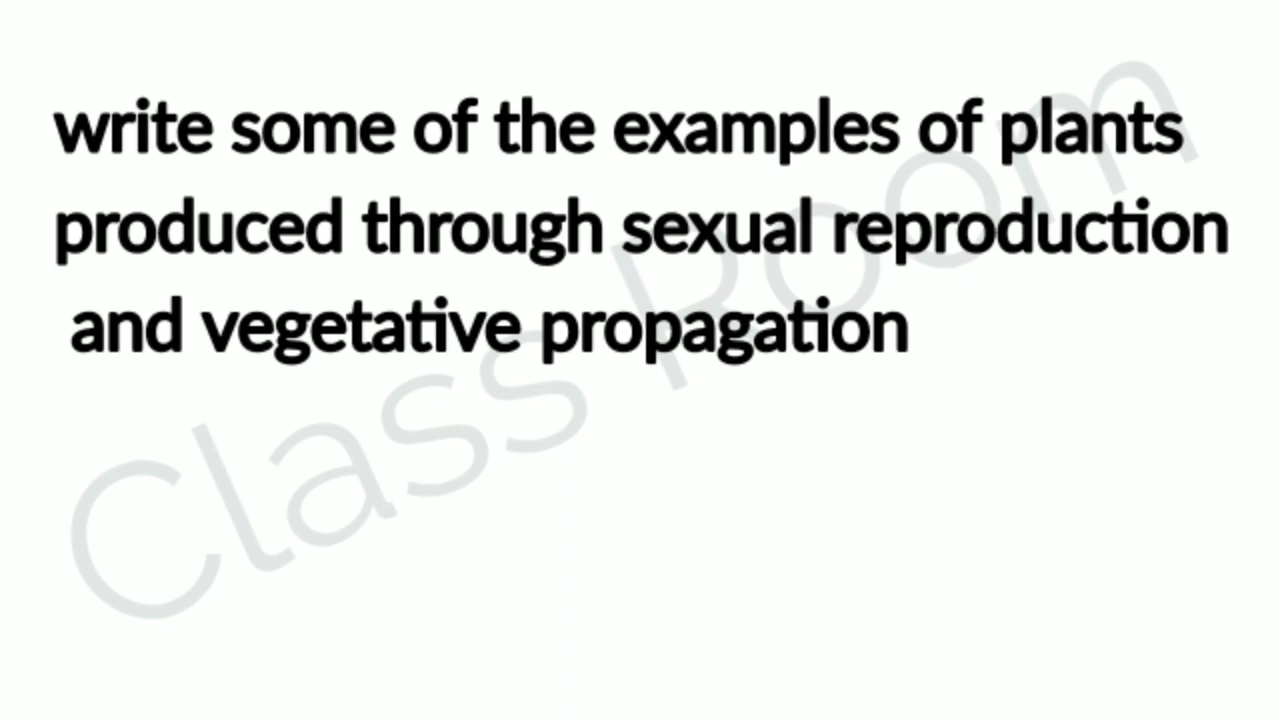 write some of the examples of plants
produced through sexual reproduction
and vegetative propagation
Class Room